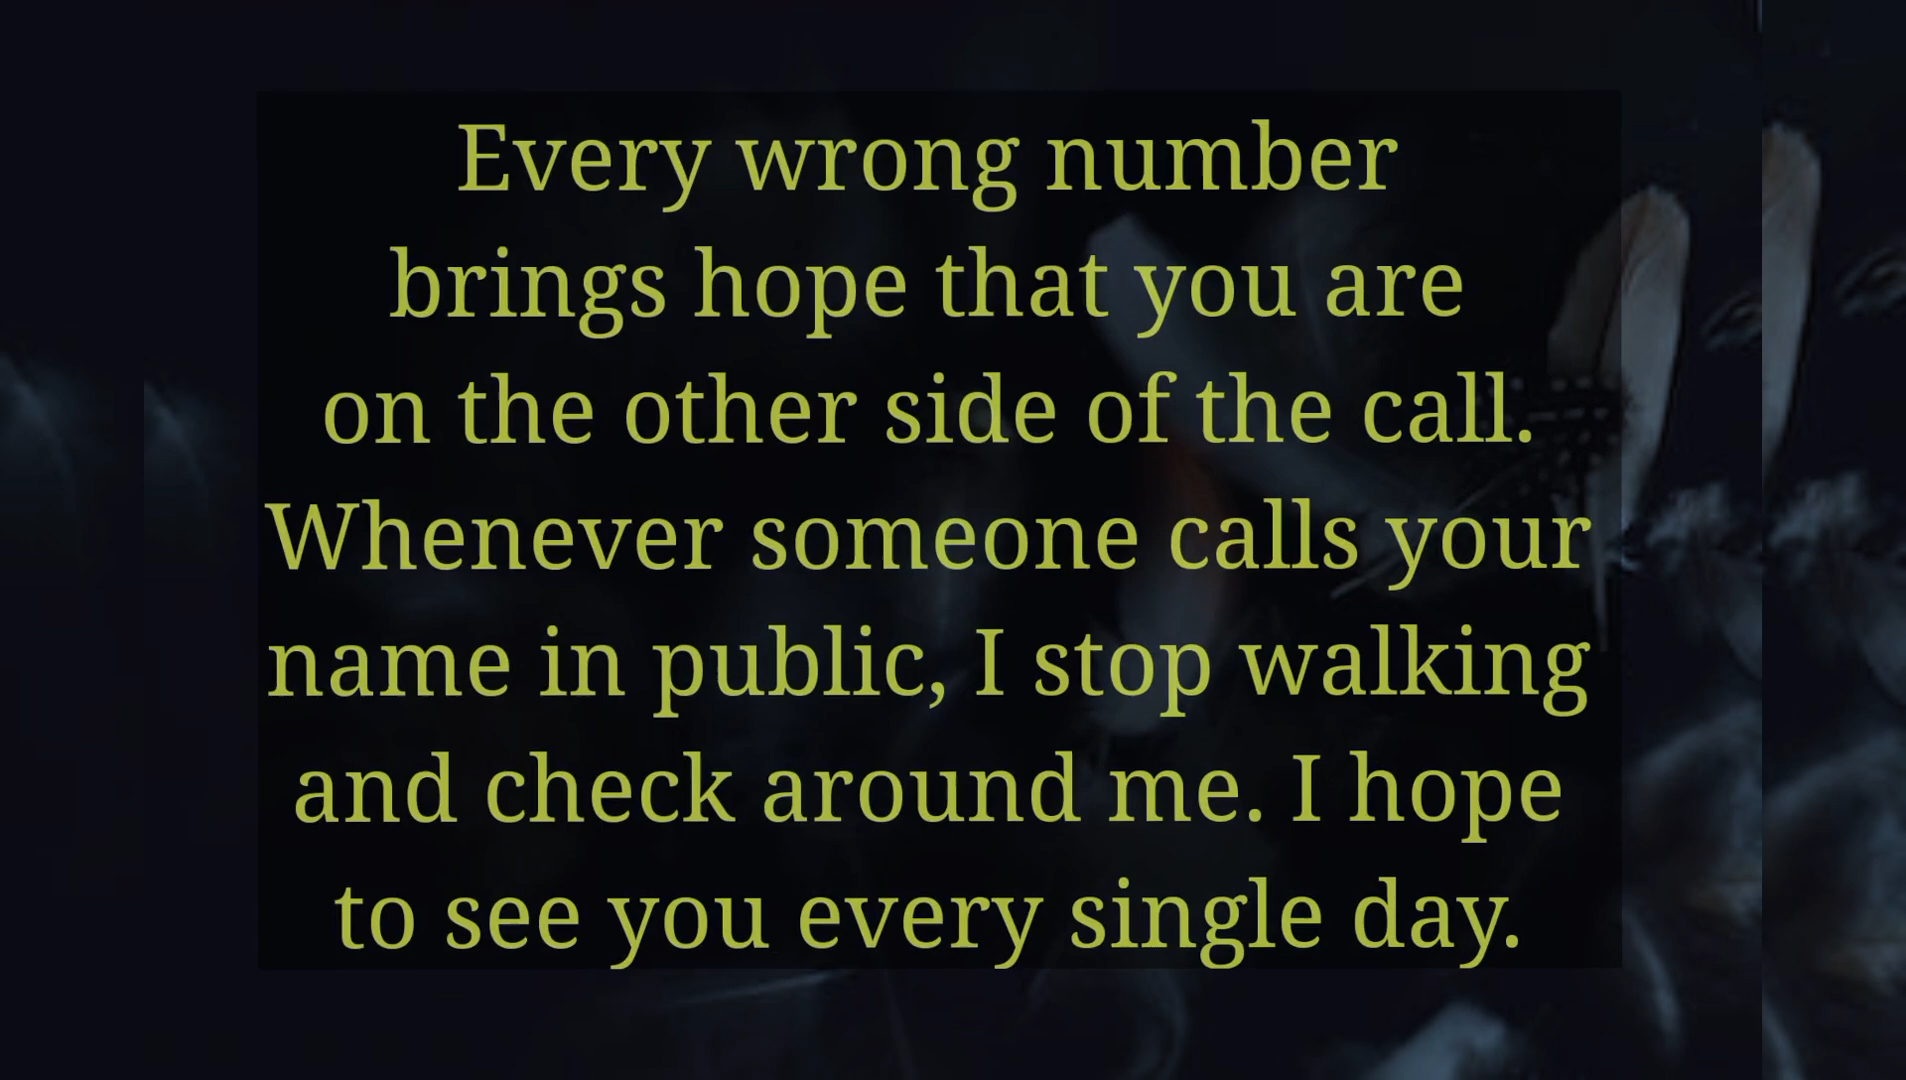 Every wrong number
brings hope that you are
on the other side of the call.
Whenever someone calls your
name in public, I stop walking
and check around me. I hope
to see you every single day.